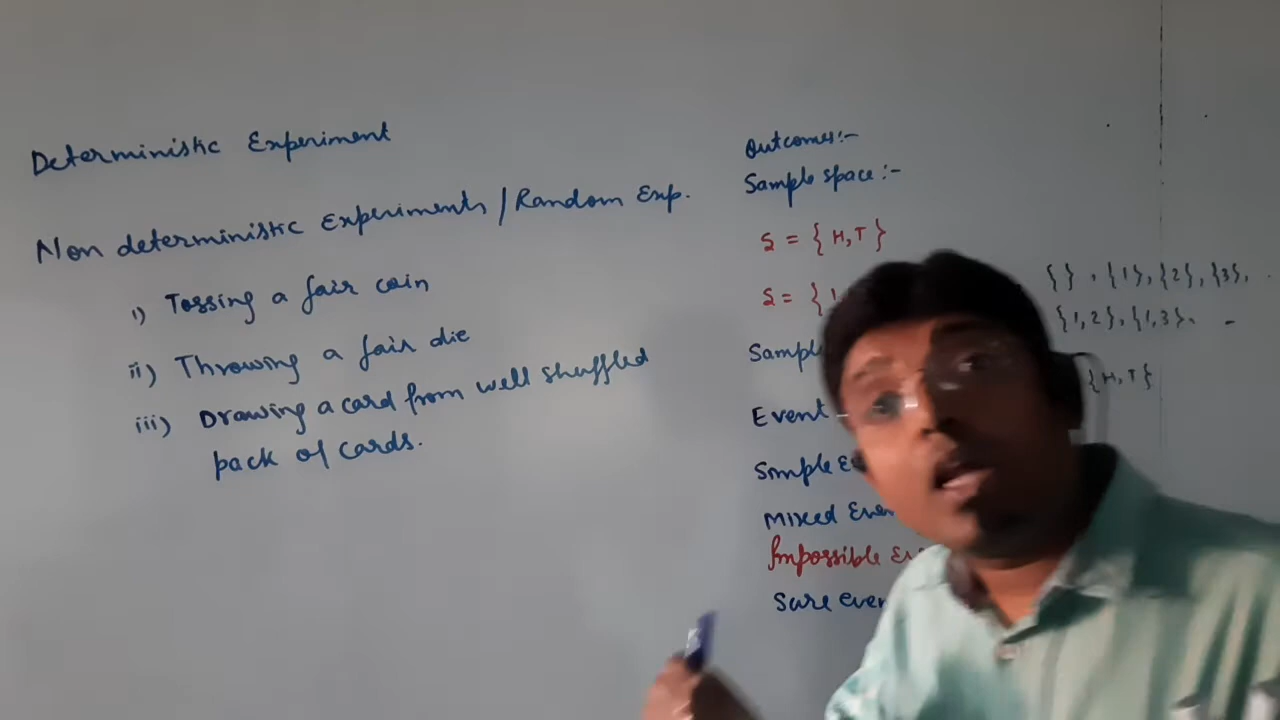 Deterministic Experiment
Non deterministic Experiments / Random Exp.
i) Tossing a fair coin
ii) Throwing a fair die
iii) Drawing a card from well shuffled
pack of cards.
Outcomes:-
Sample space:-
S = { H, T }
S = { 1,
Sampl
Event
Simple E
Mixed Even
Impossible Ev
Sure even
{ } , {1}, {2}, {3}, .
{1, 2}, {1, 3}, -
{H, T}